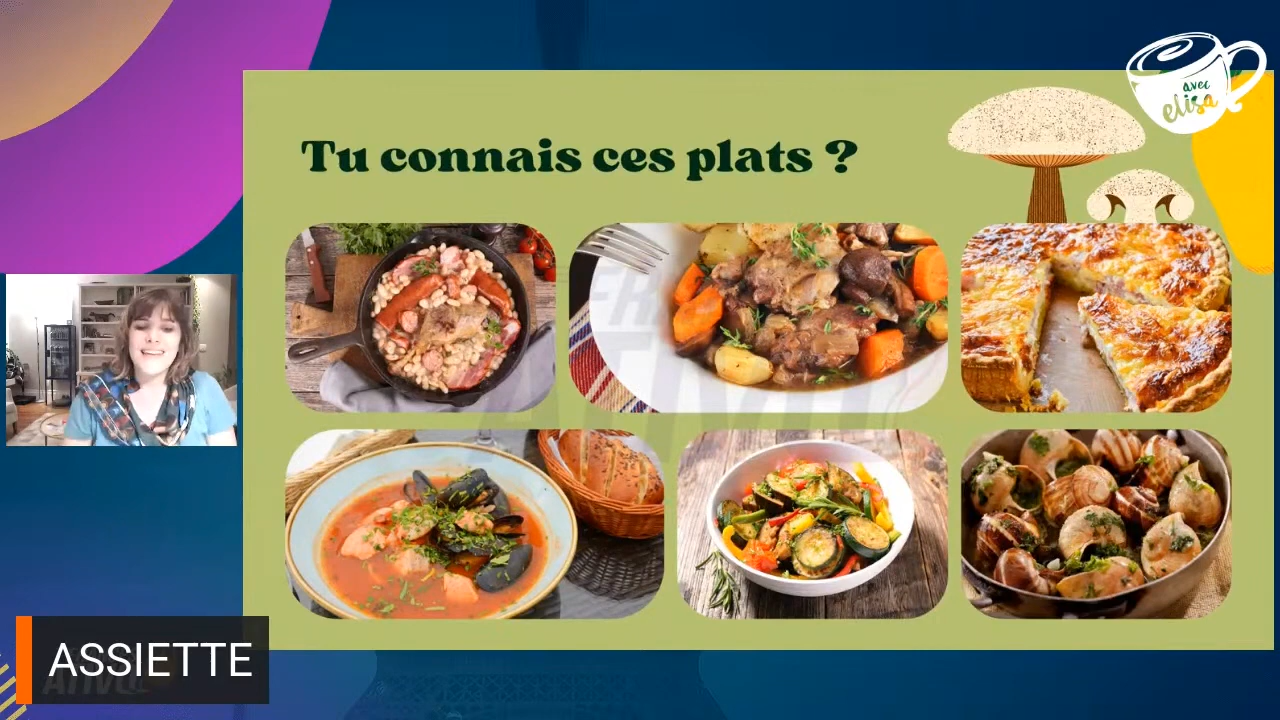 avec
elisa
Tu connais ces plats ?
ASSIETTE